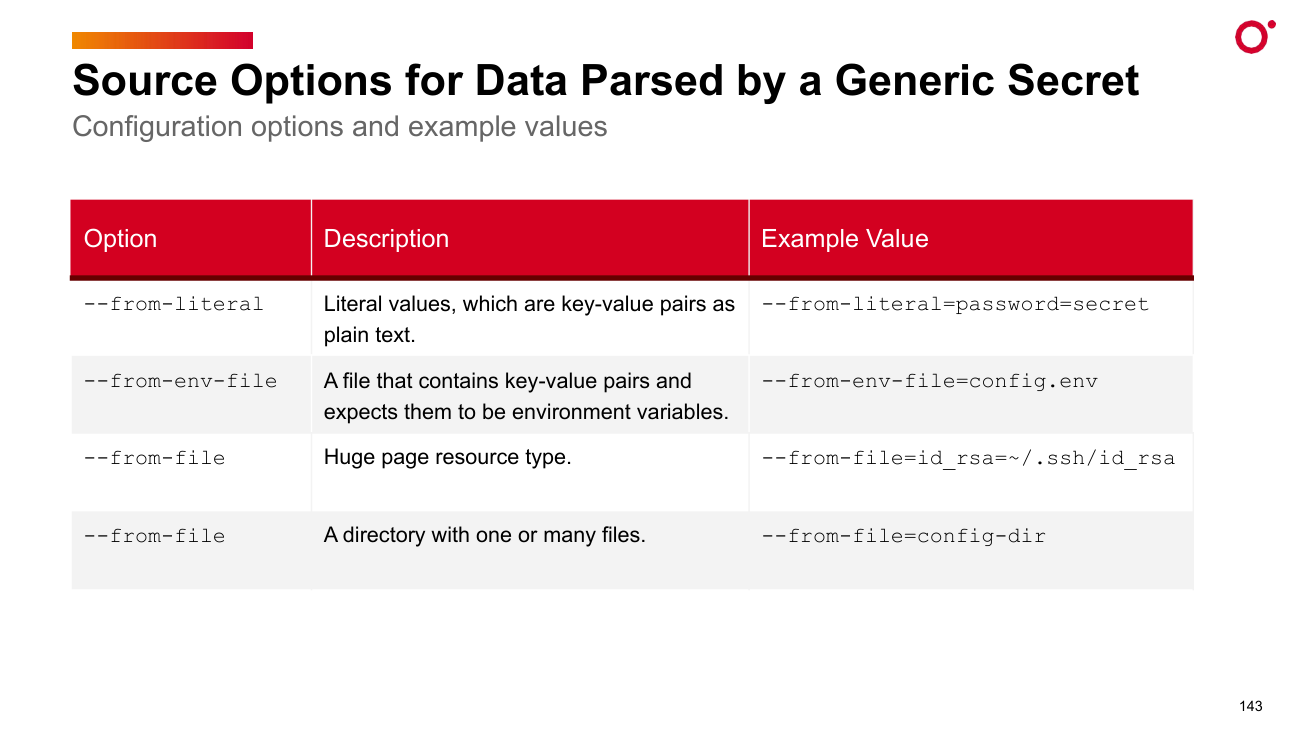 Source Options for Data Parsed by a Generic Secret
Configuration options and example values
Option Description Example Value
--from-literal Literal values, which are key-value pairs as --from-literal=password=secret
plain text.
--from-env-file A file that contains key-value pairs and --from-env-file=config.env
expects them to be environment variables.
--from-file Huge page resource type. --from-file=id_rsa=~/.ssh/id_rsa
--from-file A directory with one or many files. --from-file=config-dir
143